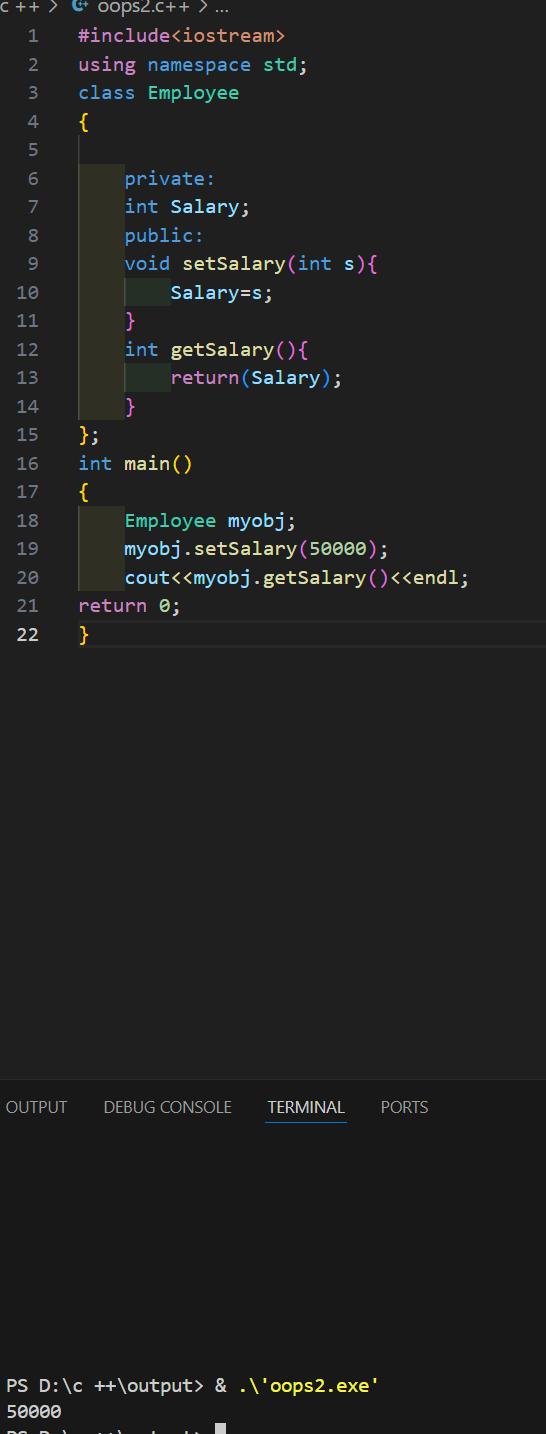 c ++ > oops2.c++ > ...
1 #include<iostream>
2 using namespace std;
3 class Employee
4 {
5
6 private:
7 int Salary;
8 public:
9 void setSalary(int s){
10 Salary=s;
11 }
12 int getSalary(){
13 return(Salary);
14 }
15 };
16 int main()
17 {
18 Employee myobj;
19 myobj.setSalary(50000);
20 cout<<myobj.getSalary()<<endl;
21 return 0;
22 }
OUTPUT DEBUG CONSOLE TERMINAL PORTS
PS D:\c ++\output> & .\'oops2.exe'
50000
PS D:\c ++\output>